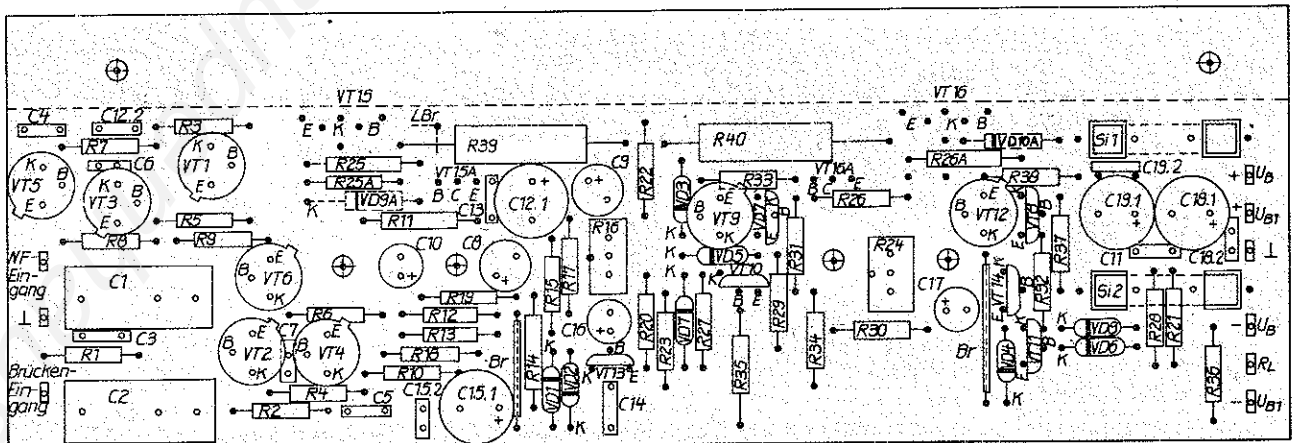 VT15
VT16
C4
C12.2
R3
E K B
LBr
E K B
VD10A
Si1
R7
R39
R40
C6
K
VT1
B
E
R25
C9
R22
R26A
C19.2
+ UB
K
VT5
B
E
K
VT3
B
E
R25A
VT15A
B C E
VD3
R33
VT16A
B C E
R26
R38
K
VD9A
C13
C12.1
+
VT9
B
E
K
VT12
B
E
K
C19.1
+
C18.1
+
+ UB1
R5
R11
R16
R8
R9
C10
C8
K
K
VD5
R31
R24
R37
C11
C18.2
⊥
NF-
Ein-
gang
C1
VT6
B
E
K
R15
R17
VT10
C17
VT14
R32
Si2
⊥
C3
R6
R19
R12
R13
C16
R20
R23
VD7
R27
R29
R30
R28
R21
- UB
R1
VT2
B
E
K
C7
VT4
B
E
K
R18
R10
Br
R14
B
K
VT13
E
R35
R34
Br
VD4
VT11
VD8
VD6
K
K
R36
RL
Brücken-
Ein-
gang
C2
R4
R2
C5
C15.2
C15.1
+
VD1
VD2
K
C14
K
K
- UB1